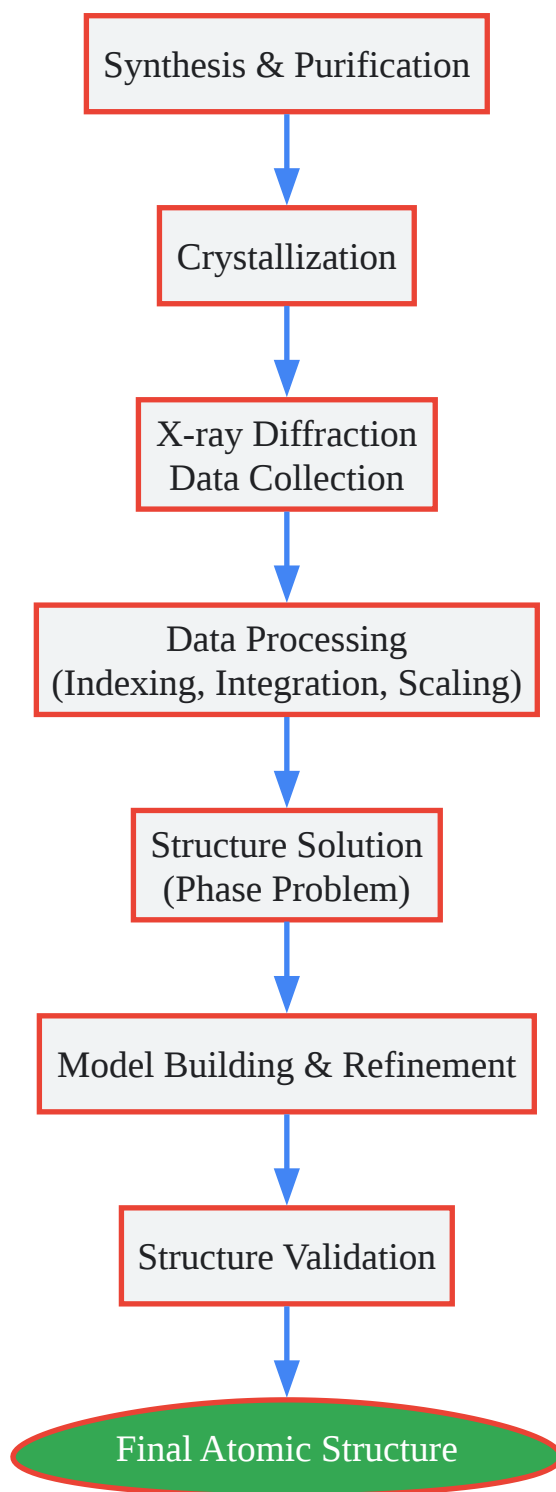 Synthesis & Purification
Crystallization
X-ray Diffraction
Data Collection
Data Processing
(Indexing, Integration, Scaling)
Structure Solution
(Phase Problem)
Model Building & Refinement
Structure Validation
Final Atomic Structure